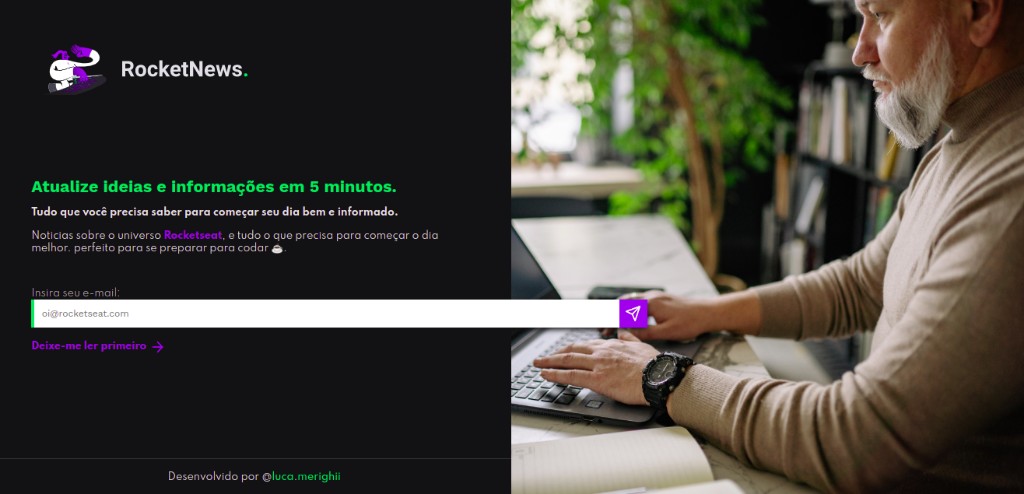 RocketNews.
Atualize ideias e informações em 5 minutos.
Tudo que você precisa saber para começar seu dia bem e informado.
Noticias sobre o universo Rocketseat, e tudo o que precisa para começar o dia
melhor. perfeito para se preparar para codar ☕.
Insira seu e-mail:
oi@rocketseat.com
Deixe-me ler primeiro →
Desenvolvido por @luca.merighii